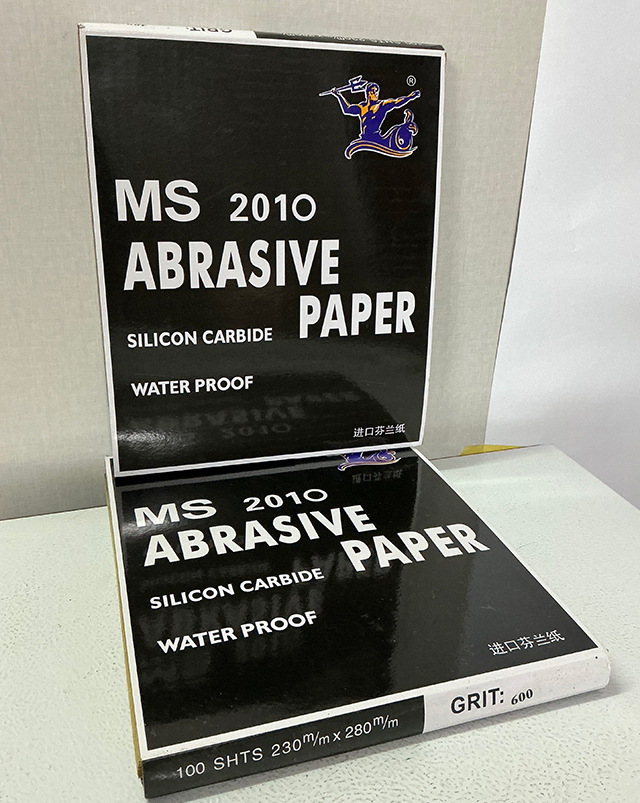 GRIT:
®
MS 2010
ABRASIVE
PAPER
SILICON CARBIDE
WATER PROOF
进口芬兰纸
MS 2010
ABRASIVE
PAPER
SILICON CARBIDE
WATER PROOF
进口芬兰纸
GRIT: 600
100 SHTS 230m/m x 280m/m